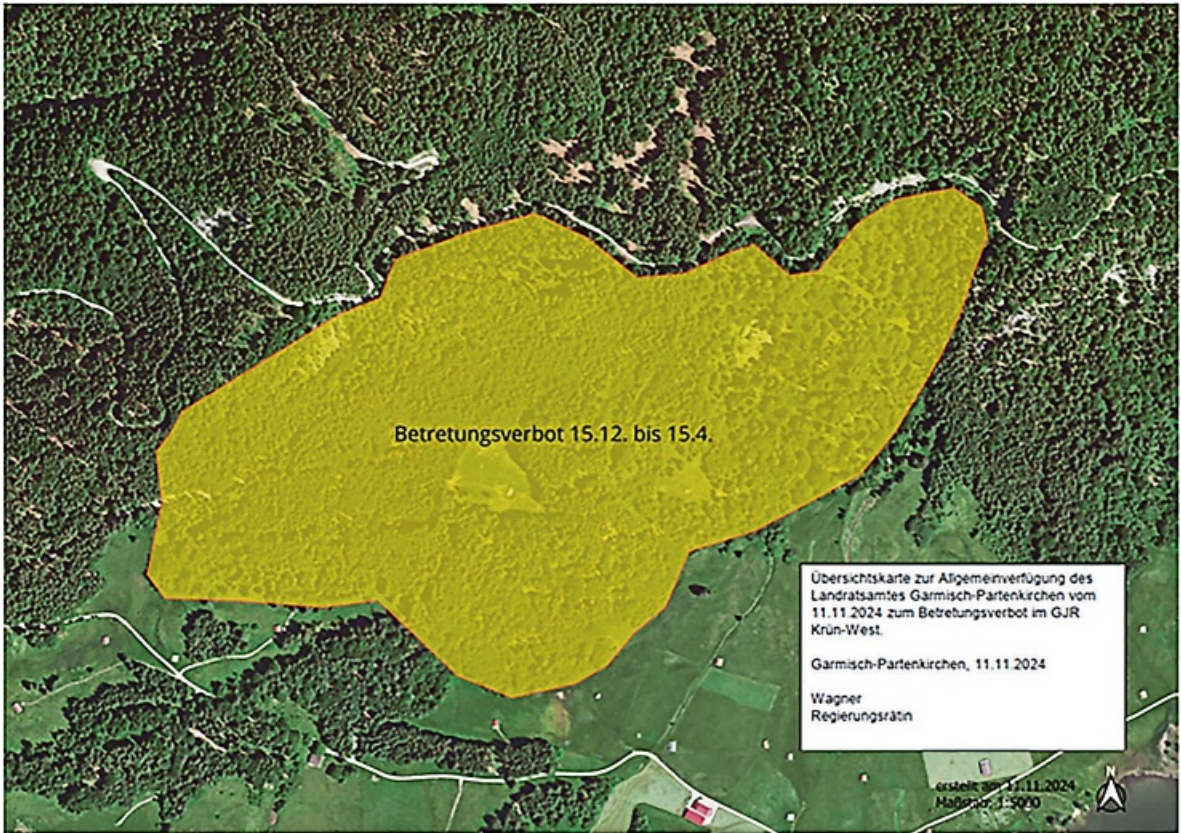 Betretungsverbot 15.12. bis 15.4.
Übersichtskarte zur Allgemeinverfügung des
Landratsamtes Garmisch-Partenkirchen vom
11.11.2024 zum Betretungsverbot im GJR
Krün-West.
Garmisch-Partenkirchen, 11.11.2024
Wagner
Regierungsrätin
erstellt am 11.11.2024
Maßstab: 1:5000
N